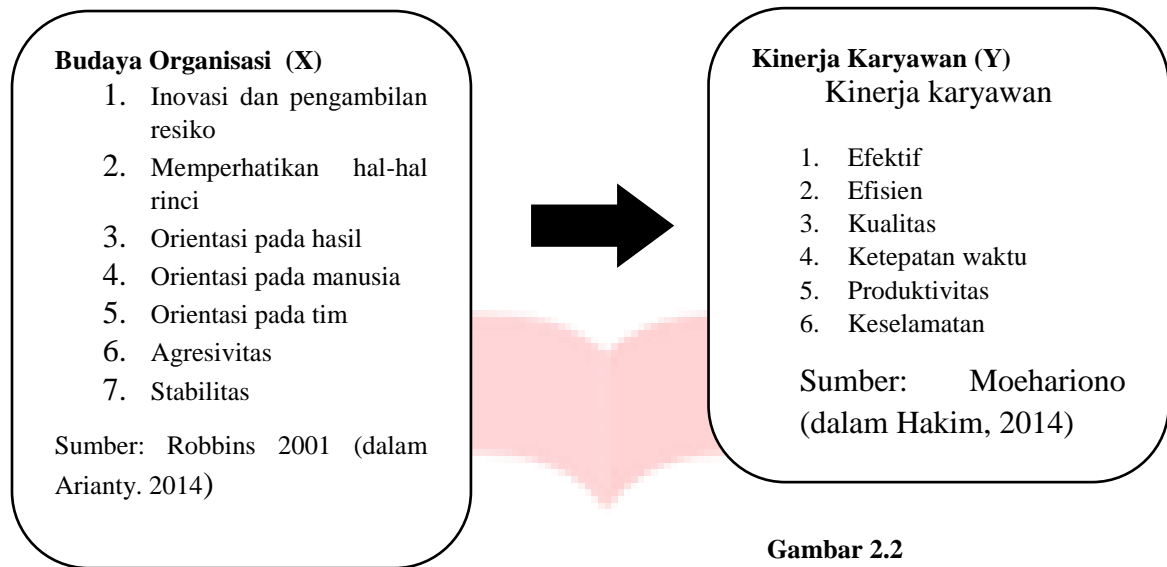 Budaya Organisasi (X)
1. Inovasi dan pengambilan
resiko
2. Memperhatikan hal-hal
rinci
3. Orientasi pada hasil
4. Orientasi pada manusia
5. Orientasi pada tim
6. Agresivitas
7. Stabilitas
Sumber: Robbins 2001 (dalam
Arianty. 2014)
Kinerja Karyawan (Y)
Kinerja karyawan
1. Efektif
2. Efisien
3. Kualitas
4. Ketepatan waktu
5. Produktivitas
6. Keselamatan
Sumber: Moehariono
(dalam Hakim, 2014)
Gambar 2.2